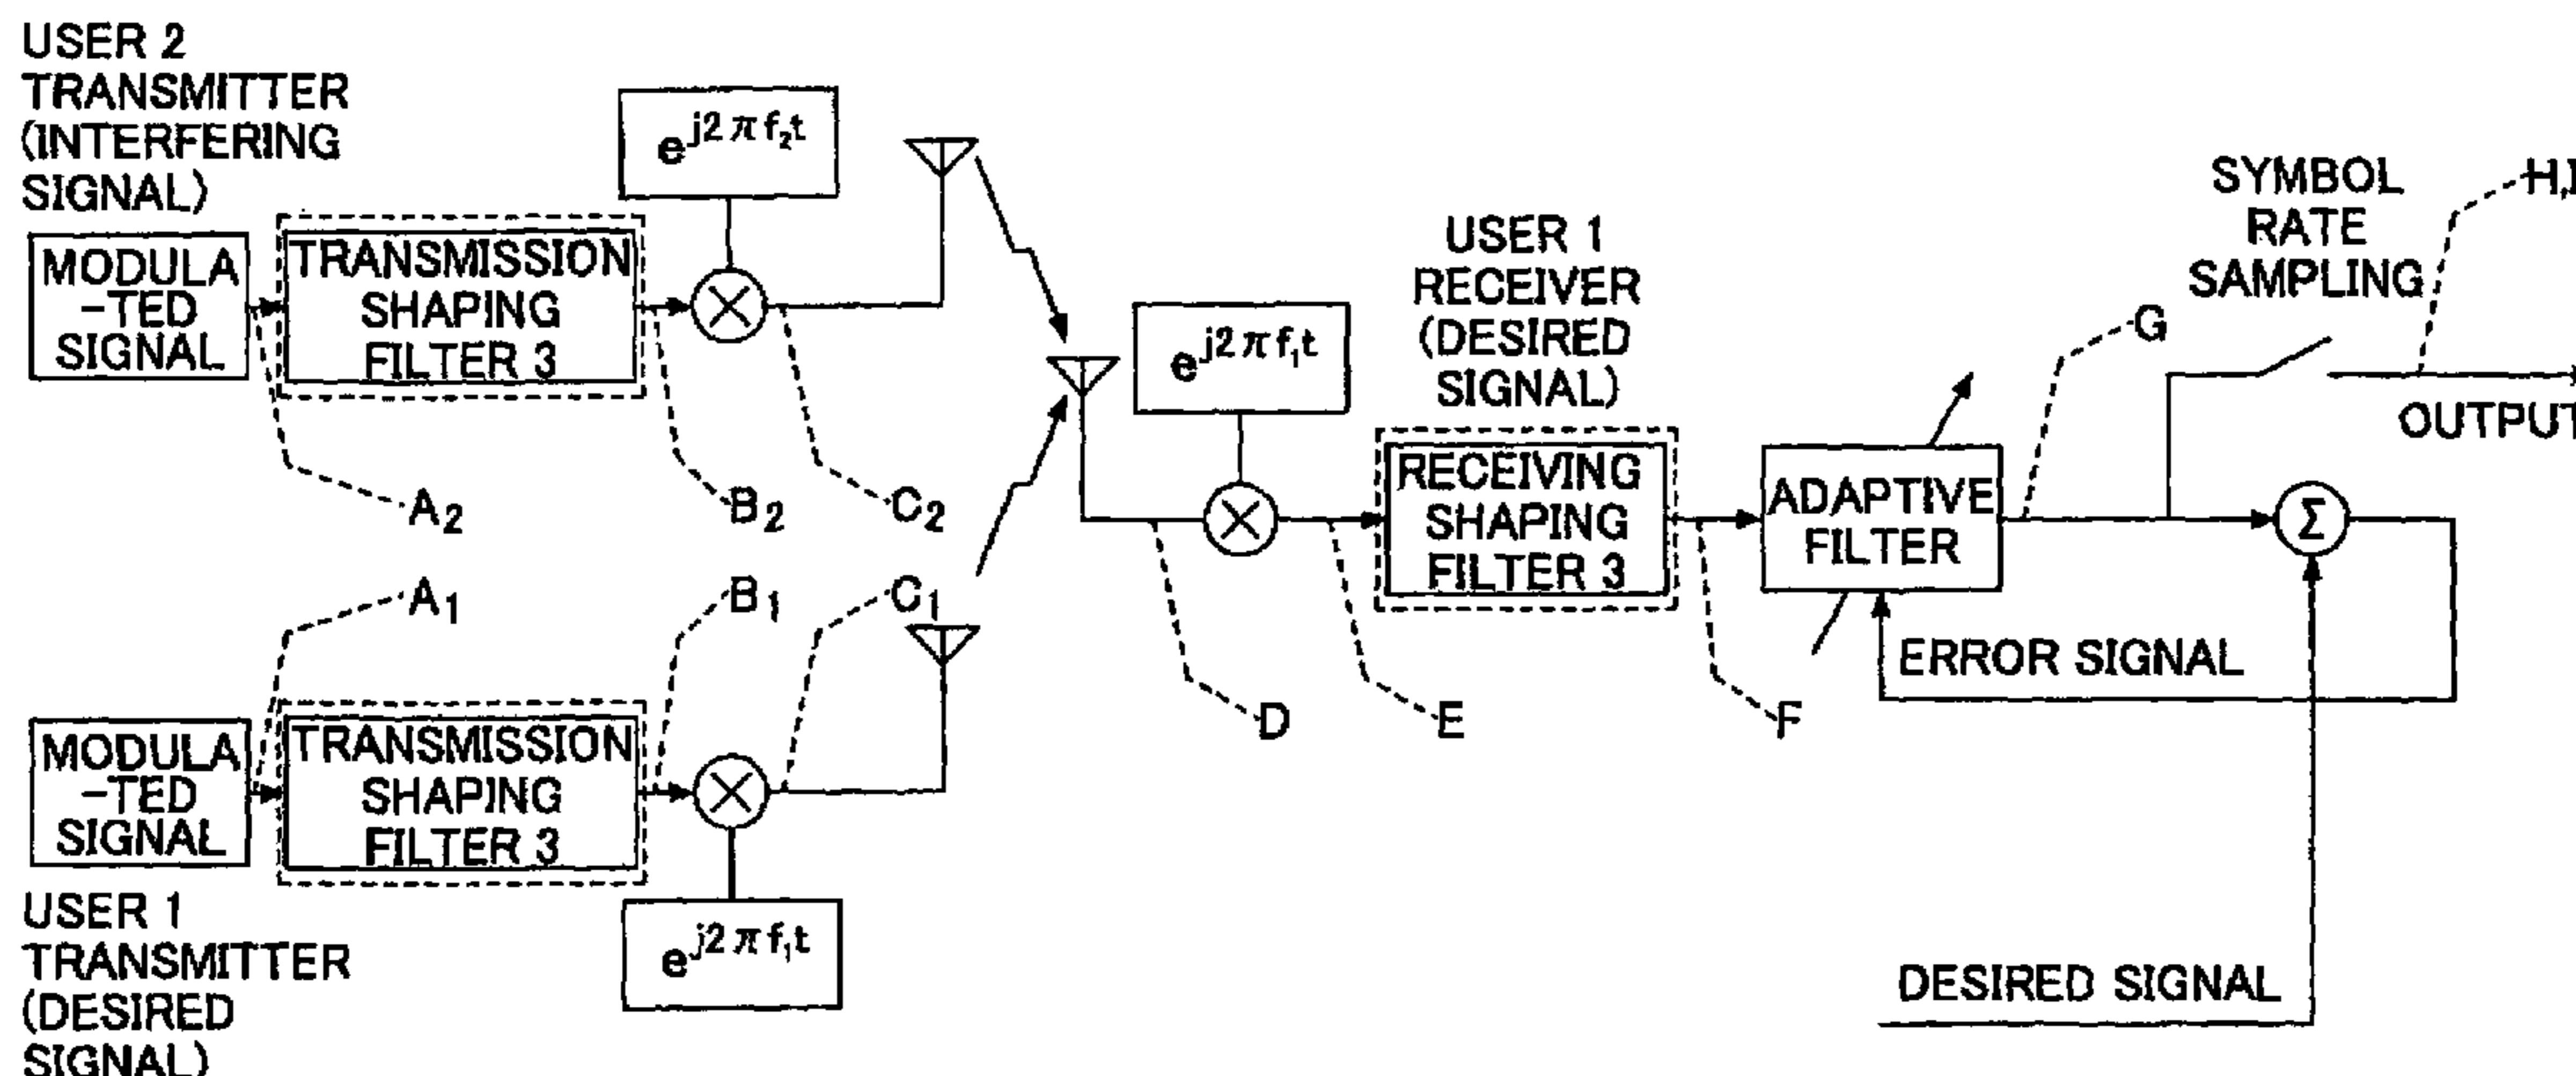 USER 2
TRANSMITTER
(INTERFERING
SIGNAL)
MODULA
-TED
SIGNAL
TRANSMISSION
SHAPING
FILTER 3
e^{j2πf₂t}
A₂
B₂
C₂
A₁
B₁
C₁
MODULA
-TED
SIGNAL
TRANSMISSION
SHAPING
FILTER 3
e^{j2πf₁t}
USER 1
TRANSMITTER
(DESIRED
SIGNAL)
e^{j2πf₁t}
USER 1
RECEIVER
(DESIRED
SIGNAL)
RECEIVING
SHAPING
FILTER 3
D
E
F
ADAPTIVE
FILTER
G
SYMBOL
RATE
SAMPLING
H,
OUTPUT
Σ
ERROR SIGNAL
DESIRED SIGNAL